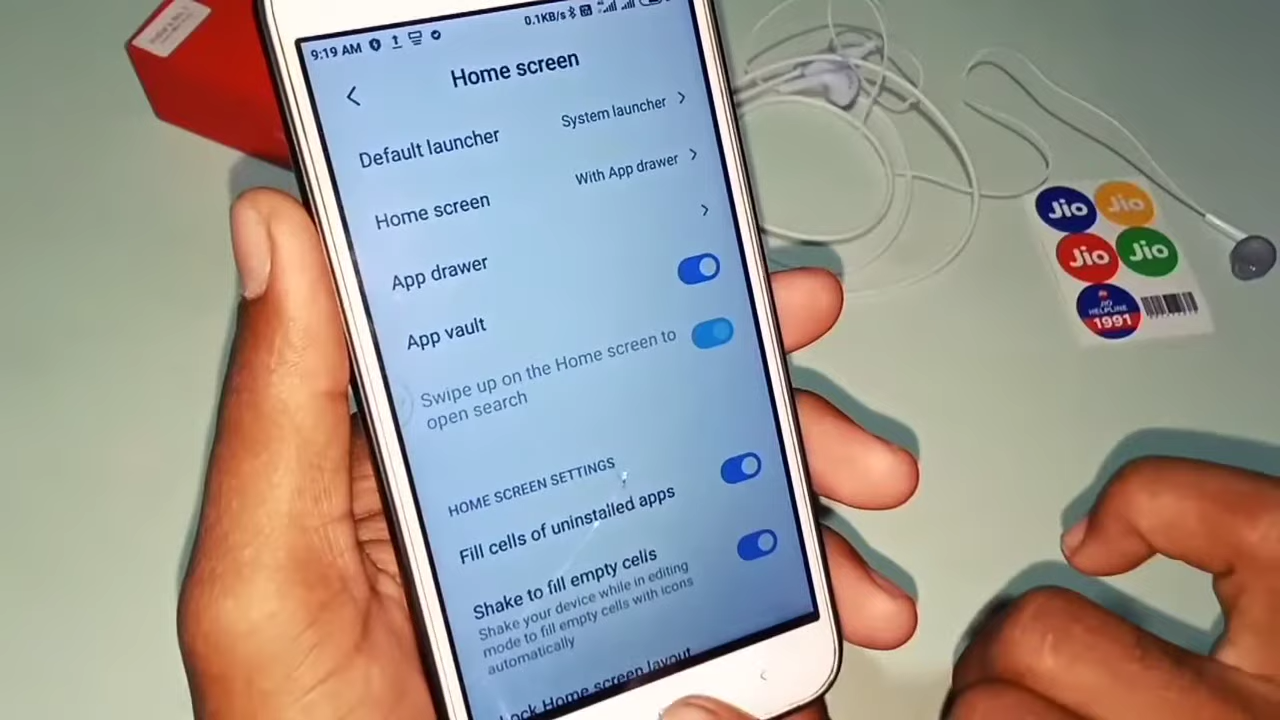 9:19 AM
0.1KB/s
Home screen
Default launcher
System launcher
Home screen
With App drawer
App drawer
App vault
Swipe up on the Home screen to
open search
HOME SCREEN SETTINGS
Fill cells of uninstalled apps
Shake to fill empty cells
Shake your device while in editing
mode to fill empty cells with icons
automatically
Lock Home screen layout
Jio
Jio
Jio
Jio
JIO
HELPLINE
1991